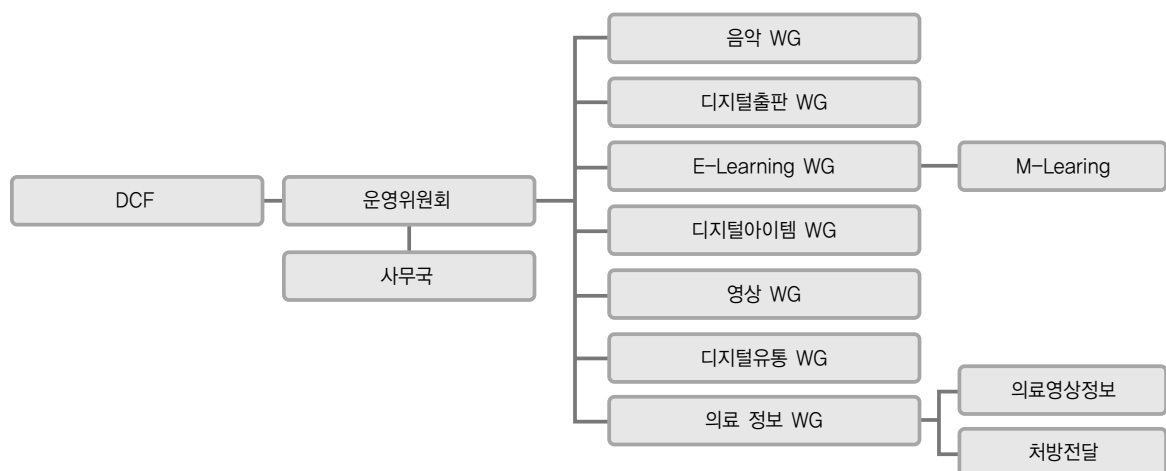 DCF
운영위원회
사무국
음악 WG
디지털출판 WG
E-Learning WG
M-Learing
디지털아이템 WG
영상 WG
디지털유통 WG
의료 정보 WG
의료영상정보
처방전달